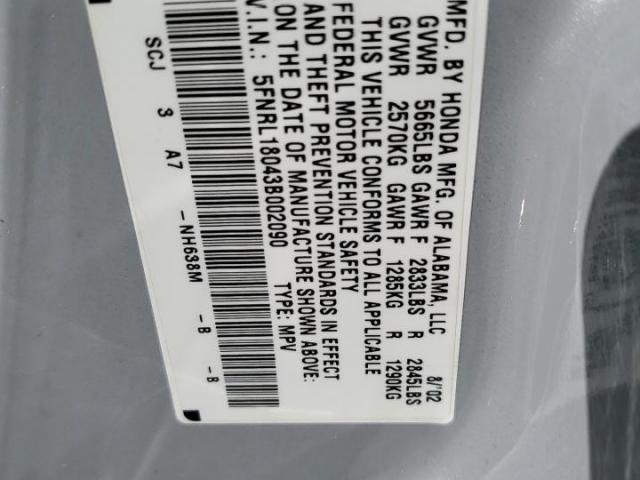 MFD. BY HONDA MFG. OF ALABAMA, LLC 8/'02
GVWR 5665LBS GAWR F 2833LBS R 2845LBS
GVWR 2570KG GAWR F 1285KG R 1290KG
THIS VEHICLE CONFORMS TO ALL APPLICABLE
FEDERAL MOTOR VEHICLE SAFETY
AND THEFT PREVENTION STANDARDS IN EFFECT
ON THE DATE OF MANUFACTURE SHOWN ABOVE:
V.I.N.: 5FNRL18043B002090 TYPE: MPV
SCJ 3 A7 -NH638M -B -B